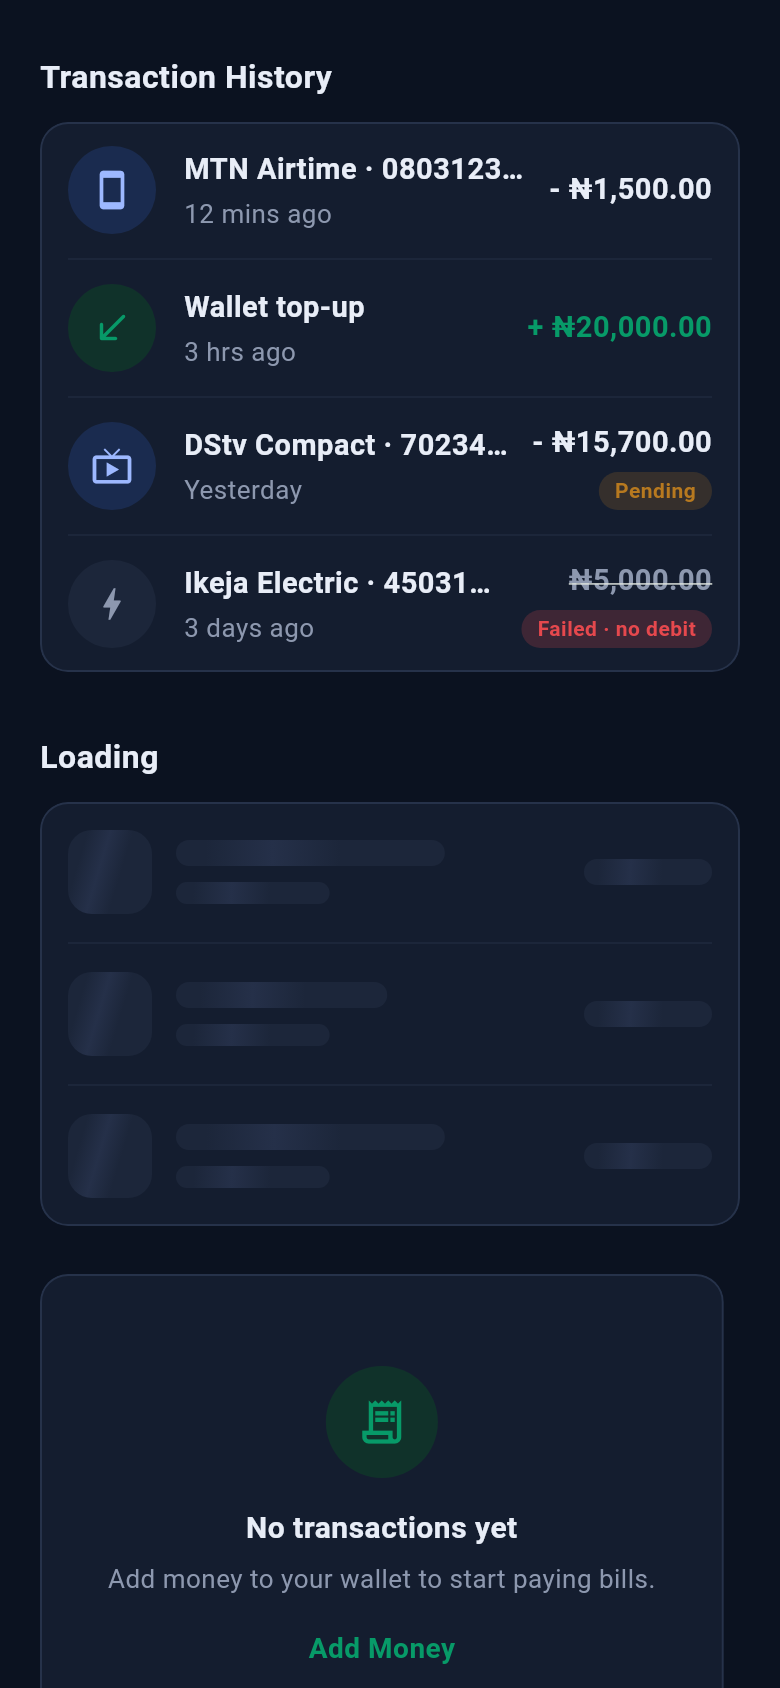 Transaction History
MTN Airtime · 0803123…
- ₦1,500.00
12 mins ago
Wallet top-up
+ ₦20,000.00
3 hrs ago
DStv Compact · 70234…
- ₦15,700.00
Yesterday
Pending
Ikeja Electric · 45031…
₦5,000.00
3 days ago
Failed · no debit
Loading
No transactions yet
Add money to your wallet to start paying bills.
Add Money